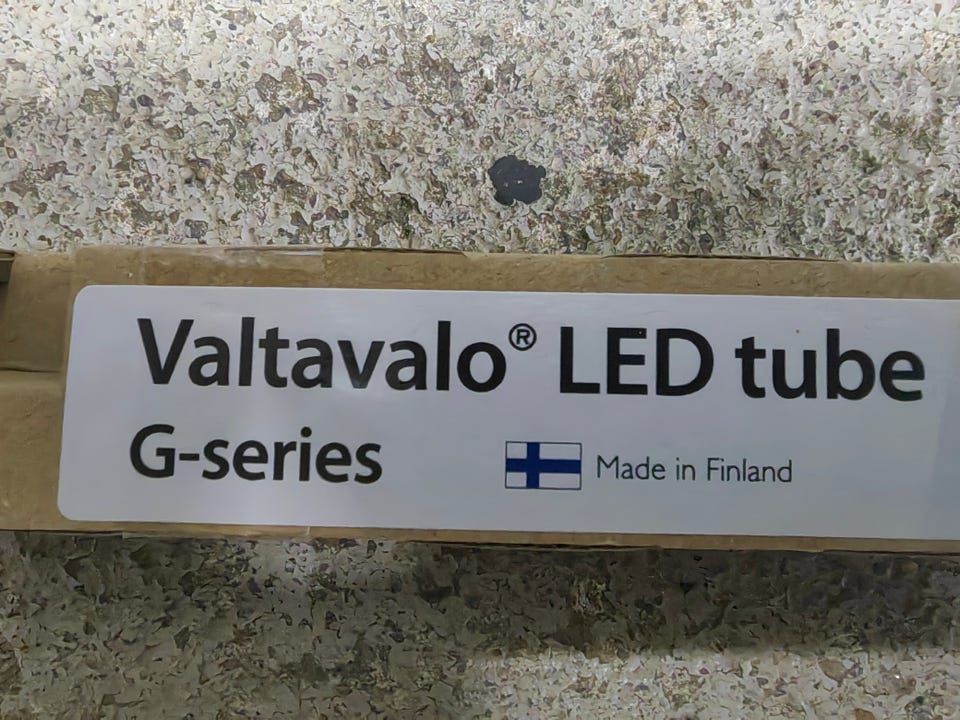 Valtavalo® LED tube
G-series
Made in Finland